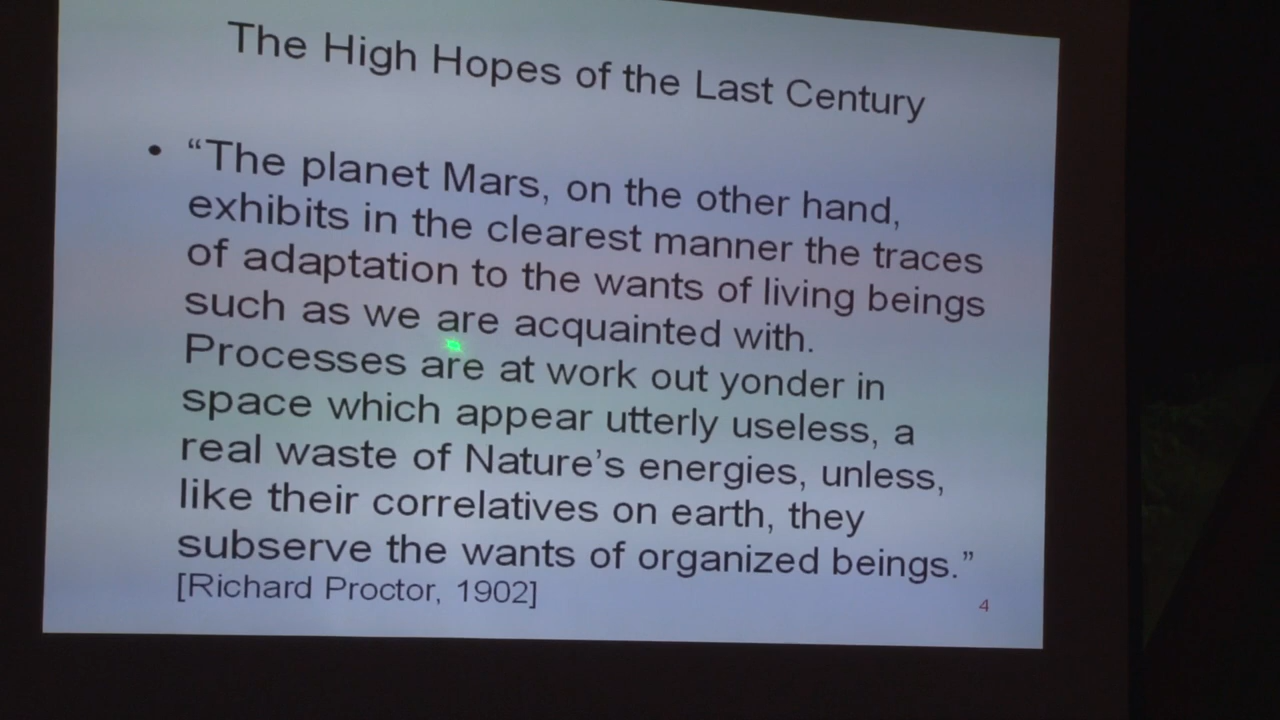 The High Hopes of the Last Century
• “The planet Mars, on the other hand,
exhibits in the clearest manner the traces
of adaptation to the wants of living beings
such as we are acquainted with.
Processes are at work out yonder in
space which appear utterly useless, a
real waste of Nature’s energies, unless,
like their correlatives on earth, they
subserve the wants of organized beings.”
[Richard Proctor, 1902]
4